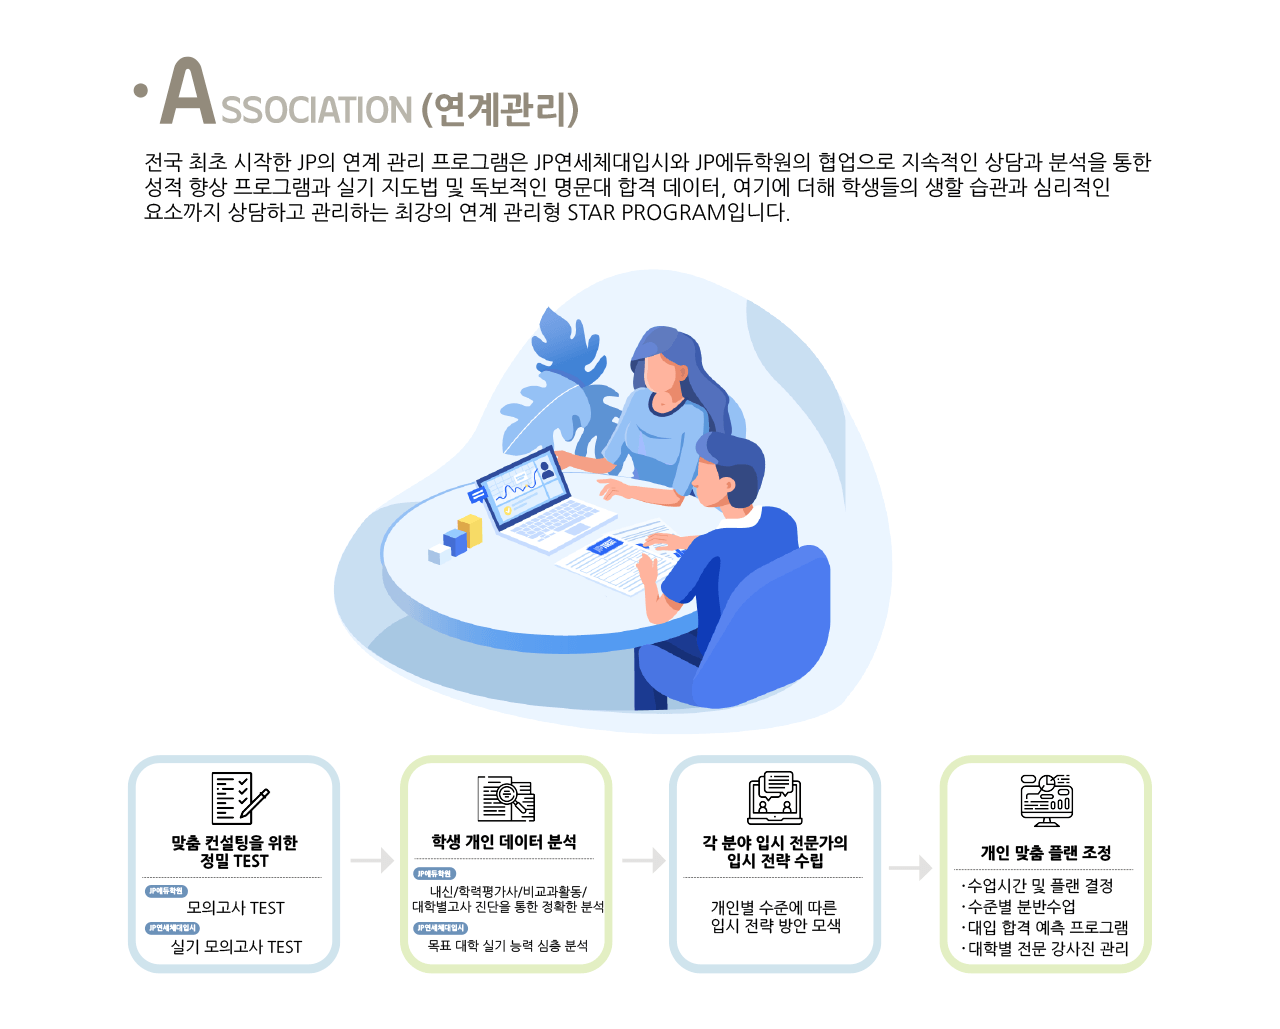 · ASSOCIATION (연계관리)
전국 최초 시작한 JP의 연계 관리 프로그램은 JP연세체대입시와 JP에듀학원의 협업으로 지속적인 상담과 분석을 통한
성적 향상 프로그램과 실기 지도법 및 독보적인 명문대 합격 데이터, 여기에 더해 학생들의 생활 습관과 심리적인
요소까지 상담하고 관리하는 최강의 연계 관리형 STAR PROGRAM입니다.
맞춤 컨설팅을 위한
정밀 TEST
JP에듀학원
모의고사 TEST
JP연세체대입시
실기 모의고사 TEST
학생 개인 데이터 분석
JP에듀학원
내신/학력평가사/비교과활동/
대학별고사 진단을 통한 정확한 분석
JP연세체대입시
목표 대학 실기 능력 심층 분석
각 분야 입시 전문가의
입시 전략 수립
개인별 수준에 따른
입시 전략 방안 모색
개인 맞춤 플랜 조정
·수업시간 및 플랜 결정
·수준별 분반수업
·대입 합격 예측 프로그램
·대학별 전문 강사진 관리